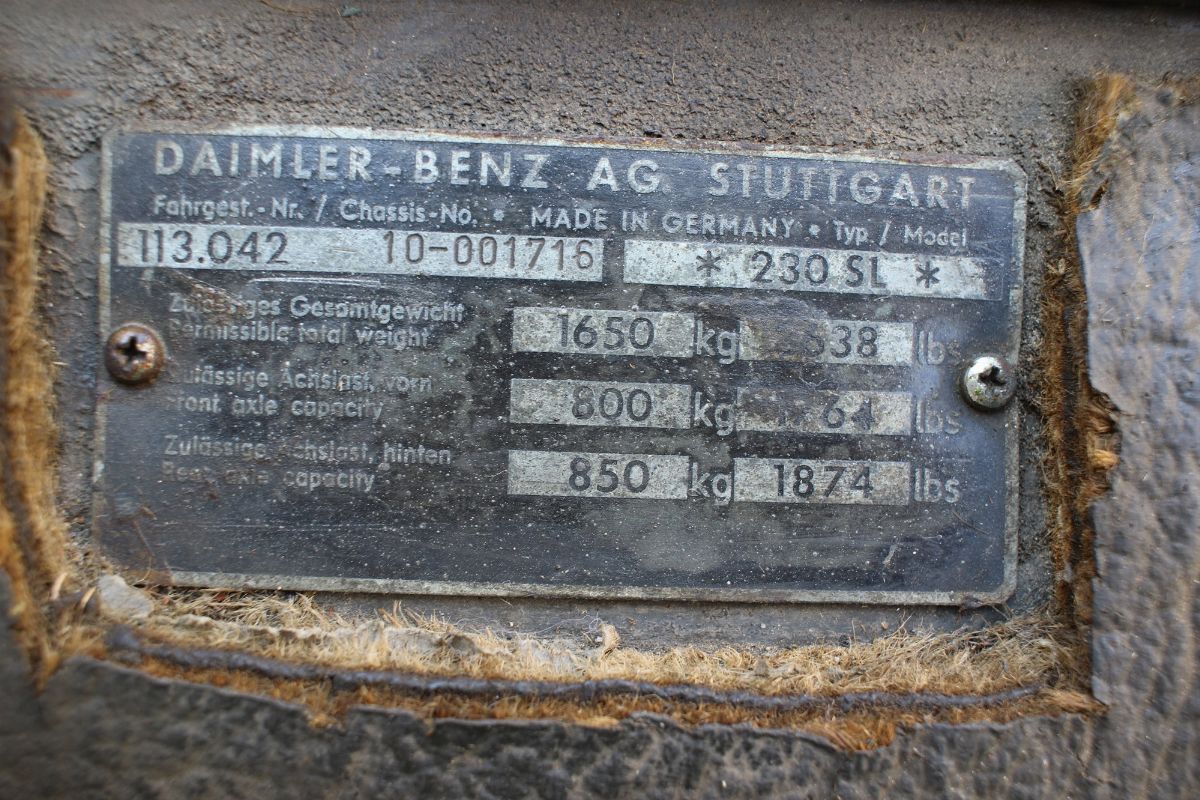 DAIMLER-BENZ AG. STUTTGART
Fahrgest.-Nr. / Chassis-No. • MADE IN GERMANY • Typ. / Model
113.042 10-001716 * 230 SL *
Zulässiges Gesamtgewicht
Permissible total weight 1650 kg lbs
Zulässige Achslast, vorn
Front axle capacity 800 kg lbs
Zulässige Achslast, hinten
Rear axle capacity 850 kg 1874 lbs